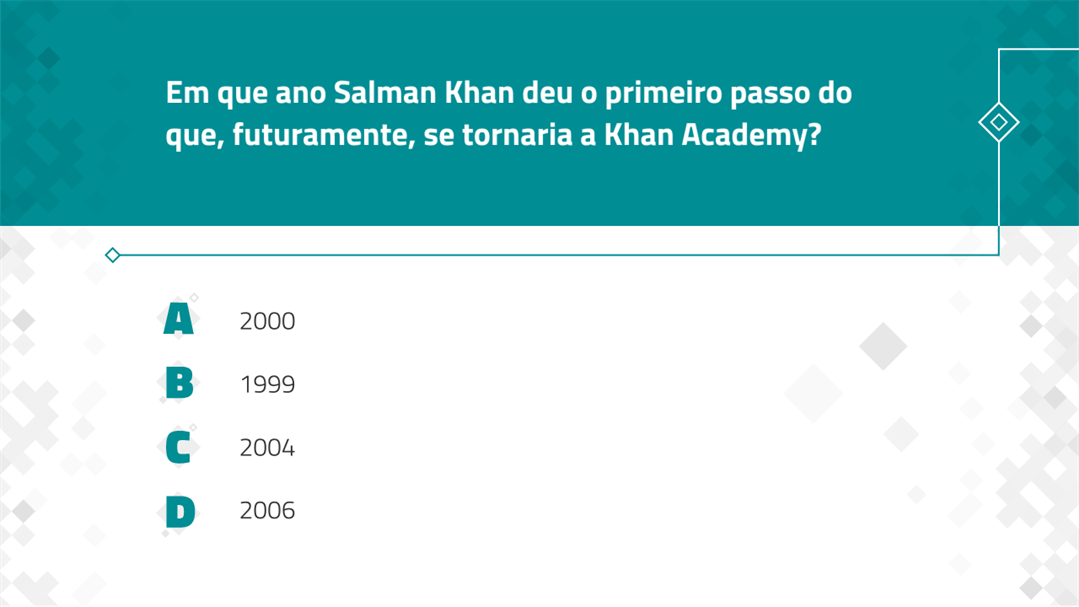 Em que ano Salman Khan deu o primeiro passo do
que, futuramente, se tornaria a Khan Academy?
A 2000
B 1999
C 2004
D 2006